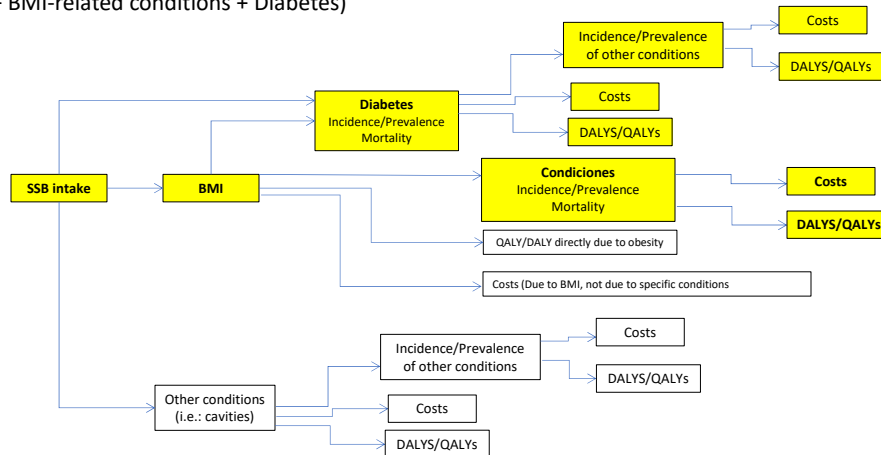 BMI-related conditions + Diabetes)
Costs
Incidence/Prevalence
of other conditions
DALYS/QALYs
Diabetes
Incidence/Prevalence
Mortality
Costs
DALYS/QALYs
SSB intake
BMI
Condiciones
Incidence/Prevalence
Mortality
Costs
DALYS/QALYs
QALY/DALY directly due to obesity
Costs (Due to BMI, not due to specific conditions
Incidence/Prevalence
of other conditions
Costs
DALYS/QALYs
Other conditions
(i.e.: cavities)
Costs
DALYS/QALYs